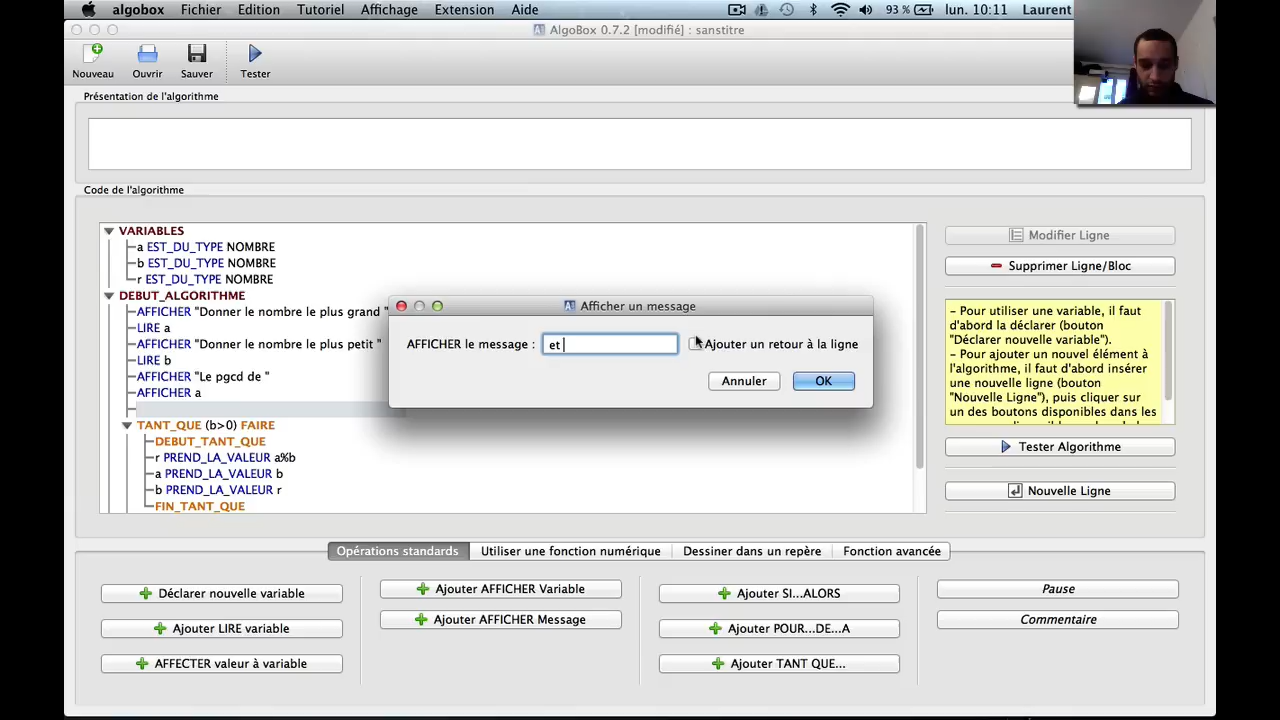 algobox Fichier Edition Tutoriel Affichage Extension Aide 93 % lun. 10:11 Laurent
AlgoBox 0.7.2 [modifié] : sanstitre
Nouveau Ouvrir Sauver Tester
Présentation de l'algorithme
Code de l'algorithme
VARIABLES
a EST_DU_TYPE NOMBRE
b EST_DU_TYPE NOMBRE
r EST_DU_TYPE NOMBRE
DEBUT_ALGORITHME
AFFICHER "Donner le nombre le plus grand "
LIRE a
AFFICHER "Donner le nombre le plus petit "
LIRE b
AFFICHER "Le pgcd de "
AFFICHER a
TANT_QUE (b>0) FAIRE
DEBUT_TANT_QUE
r PREND_LA_VALEUR a%b
a PREND_LA_VALEUR b
b PREND_LA_VALEUR r
FIN_TANT_QUE
Afficher un message
AFFICHER le message : et Ajouter un retour à la ligne
Annuler OK
Modifier Ligne
Supprimer Ligne/Bloc
- Pour utiliser une variable, il faut
d'abord la déclarer (bouton
"Déclarer nouvelle variable").
- Pour ajouter un nouvel élément à
l'algorithme, il faut d'abord insérer
une nouvelle ligne (bouton
"Nouvelle Ligne"), puis cliquer sur
un des boutons disponibles dans les
Tester Algorithme
Nouvelle Ligne
Opérations standards Utiliser une fonction numérique Dessiner dans un repère Fonction avancée
Déclarer nouvelle variable Ajouter AFFICHER Variable Ajouter SI...ALORS Pause
Ajouter LIRE variable Ajouter AFFICHER Message Ajouter POUR...DE...A Commentaire
AFFECTER valeur à variable Ajouter TANT QUE...